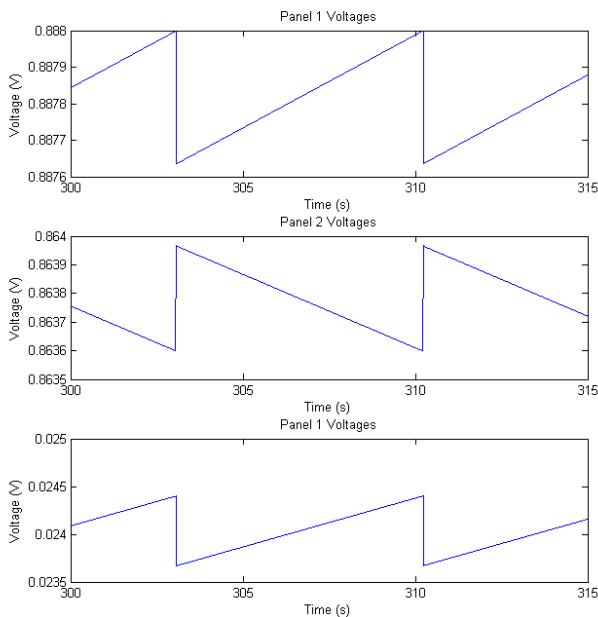 Panel 1 Voltages
0.888
0.8879
0.8878
0.8877
0.8876
Voltage (V)
300 305 310 315
Time (s)
Panel 2 Voltages
0.864
0.8639
0.8638
0.8637
0.8636
0.8635
Voltage (V)
300 305 310 315
Time (s)
Panel 1 Voltages
0.025
0.0245
0.024
0.0235
Voltage (V)
300 305 310 315
Time (s)